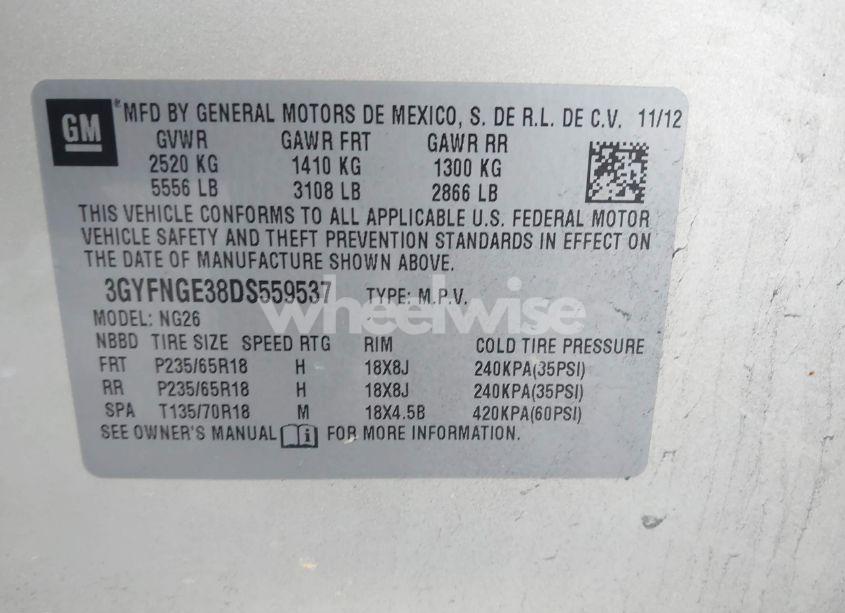 GM
® MFD BY GENERAL MOTORS DE MEXICO, S. DE R.L. DE C.V. 11/12
GVWR GAWR FRT GAWR RR
2520 KG 1410 KG 1300 KG
5556 LB 3108 LB 2866 LB
THIS VEHICLE CONFORMS TO ALL APPLICABLE U.S. FEDERAL MOTOR
VEHICLE SAFETY AND THEFT PREVENTION STANDARDS IN EFFECT ON
THE DATE OF MANUFACTURE SHOWN ABOVE.
3GYFNGE38DS559537 TYPE: M.P.V.
wheelwise
MODEL: NG26
NBBD TIRE SIZE SPEED RTG RIM COLD TIRE PRESSURE
FRT P235/65R18 H 18X8J 240KPA(35PSI)
RR P235/65R18 H 18X8J 240KPA(35PSI)
SPA T135/70R18 M 18X4.5B 420KPA(60PSI)
SEE OWNER'S MANUAL i FOR MORE INFORMATION.